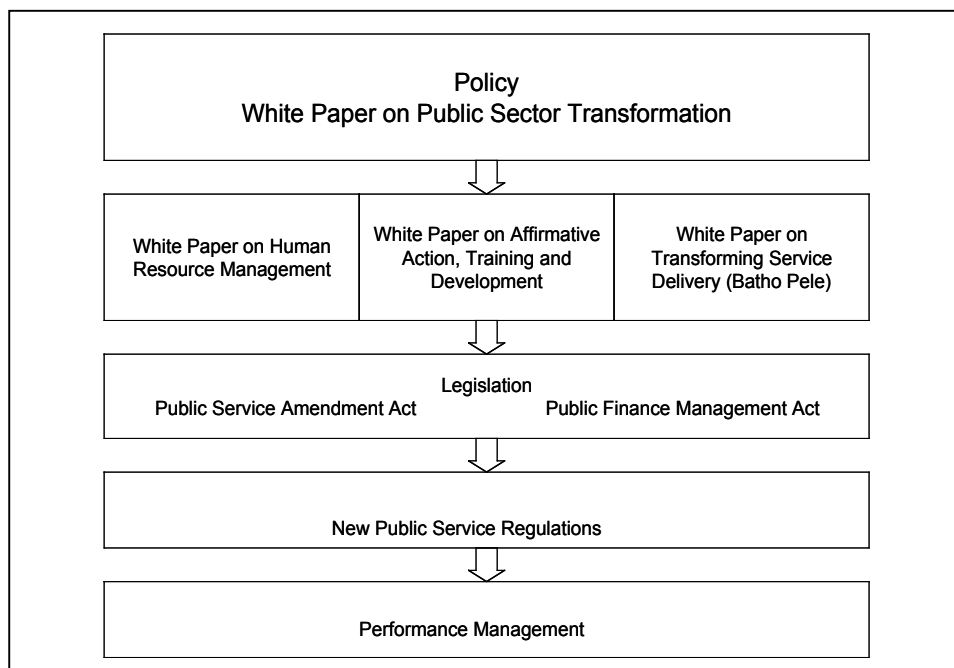 Policy
White Paper on Public Sector Transformation
White Paper on Human
Resource Management
White Paper on Affirmative
Action, Training and
Development
White Paper on
Transforming Service
Delivery (Batho Pele)
Legislation
Public Service Amendment Act Public Finance Management Act
New Public Service Regulations
Performance Management